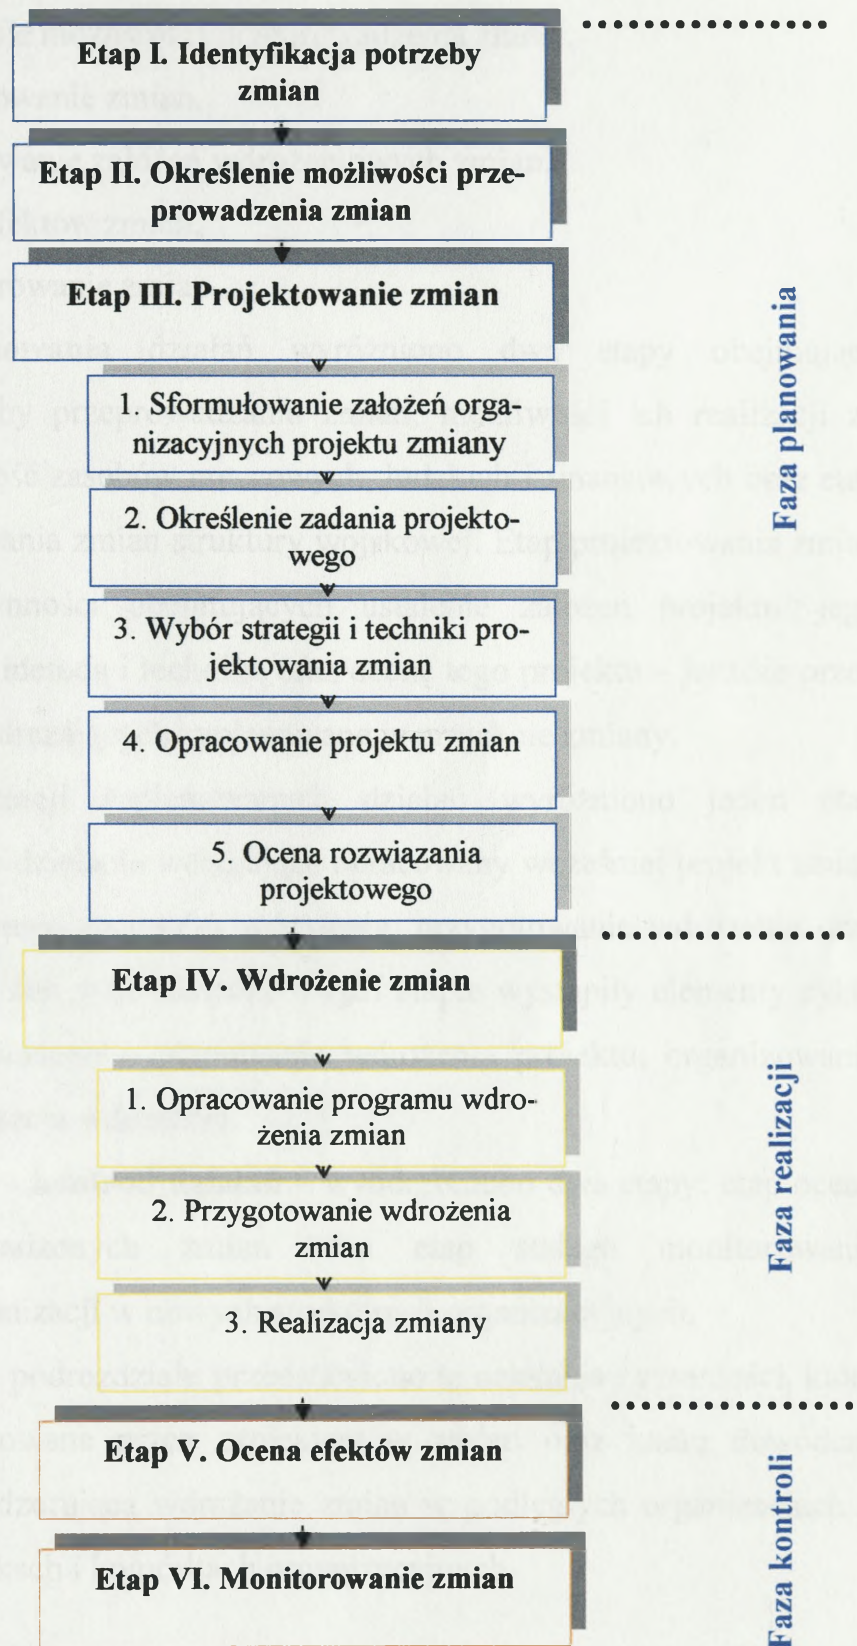 Etap I. Identyfikacja potrzeby
zmian
Etap II. Określenie możliwości prze-
prowadzenia zmian
Etap III. Projektowanie zmian
1. Sformułowanie założeń orga-
nizacyjnych projektu zmiany
2. Określenie zadania projekto-
wego
3. Wybór strategii i techniki pro-
jektowania zmian
4. Opracowanie projektu zmian
5. Ocena rozwiązania
projektowego
Faza planowania
Etap IV. Wdrożenie zmian
1. Opracowanie programu wdro-
żenia zmian
2. Przygotowanie wdrożenia
zmian
3. Realizacja zmiany
Faza realizacji
Etap V. Ocena efektów zmian
Etap VI. Monitorowanie zmian
Faza kontroli